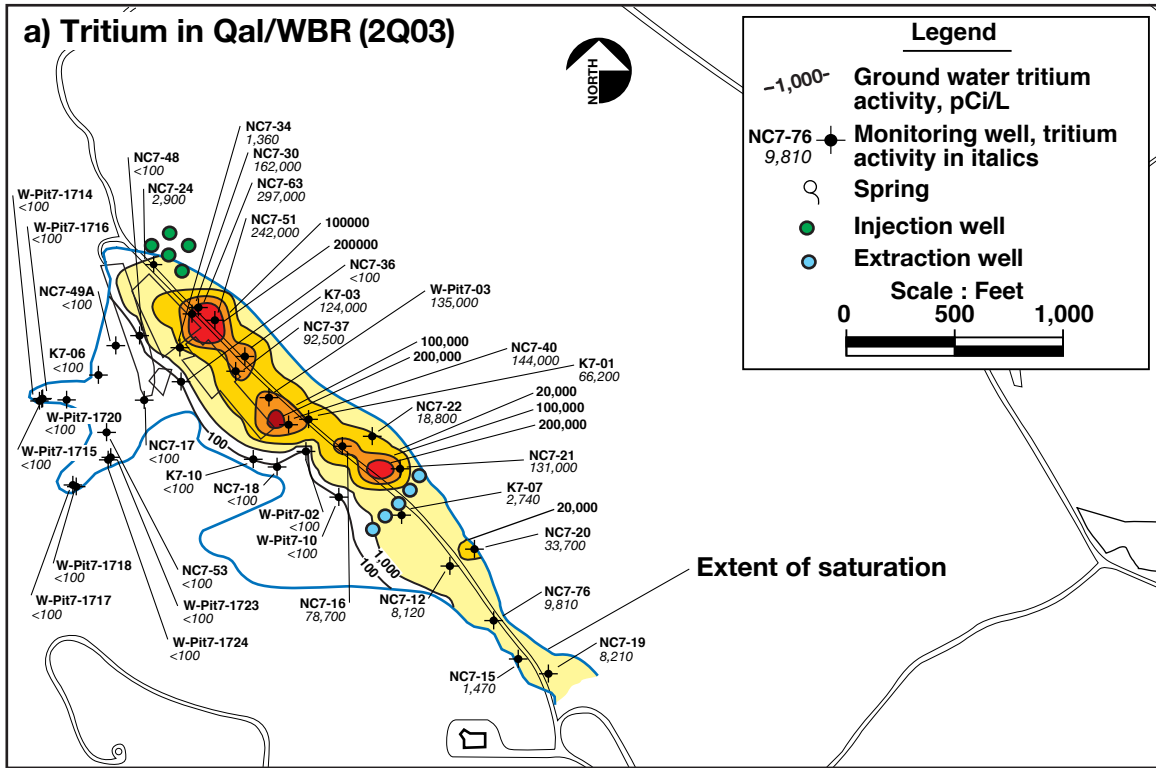 a) Tritium in Qal/WBR (2Q03)
NORTH
Legend
–1,000-
Ground water tritium
activity, pCi/L
NC7-76
9,810
Monitoring well, tritium
activity in italics
Spring
Injection well
Extraction well
Scale : Feet
0
500
1,000
NC7-34
1,360
NC7-30
162,000
NC7-63
297,000
NC7-51
242,000
NC7-48
<100
NC7-24
2,900
W-Pit7-1714
<100
W-Pit7-1716
<100
NC7-49A
<100
K7-06
<100
100000
200000
NC7-36
<100
K7-03
124,000
NC7-37
92,500
W-Pit7-03
135,000
100,000
200,000
NC7-40
144,000
K7-01
66,200
NC7-22
18,800
20,000
100,000
200,000
NC7-21
131,000
K7-07
2,740
20,000
NC7-20
33,700
W-Pit7-1720
<100
W-Pit7-1715
<100
NC7-17
<100
100
K7-10
<100
NC7-18
<100
W-Pit7-02
<100
W-Pit7-10
<100
1,000
100
W-Pit7-1718
<100
W-Pit7-1717
<100
NC7-53
<100
W-Pit7-1723
<100
W-Pit7-1724
<100
NC7-16
78,700
NC7-12
8,120
Extent of saturation
NC7-76
9,810
NC7-19
8,210
NC7-15
1,470